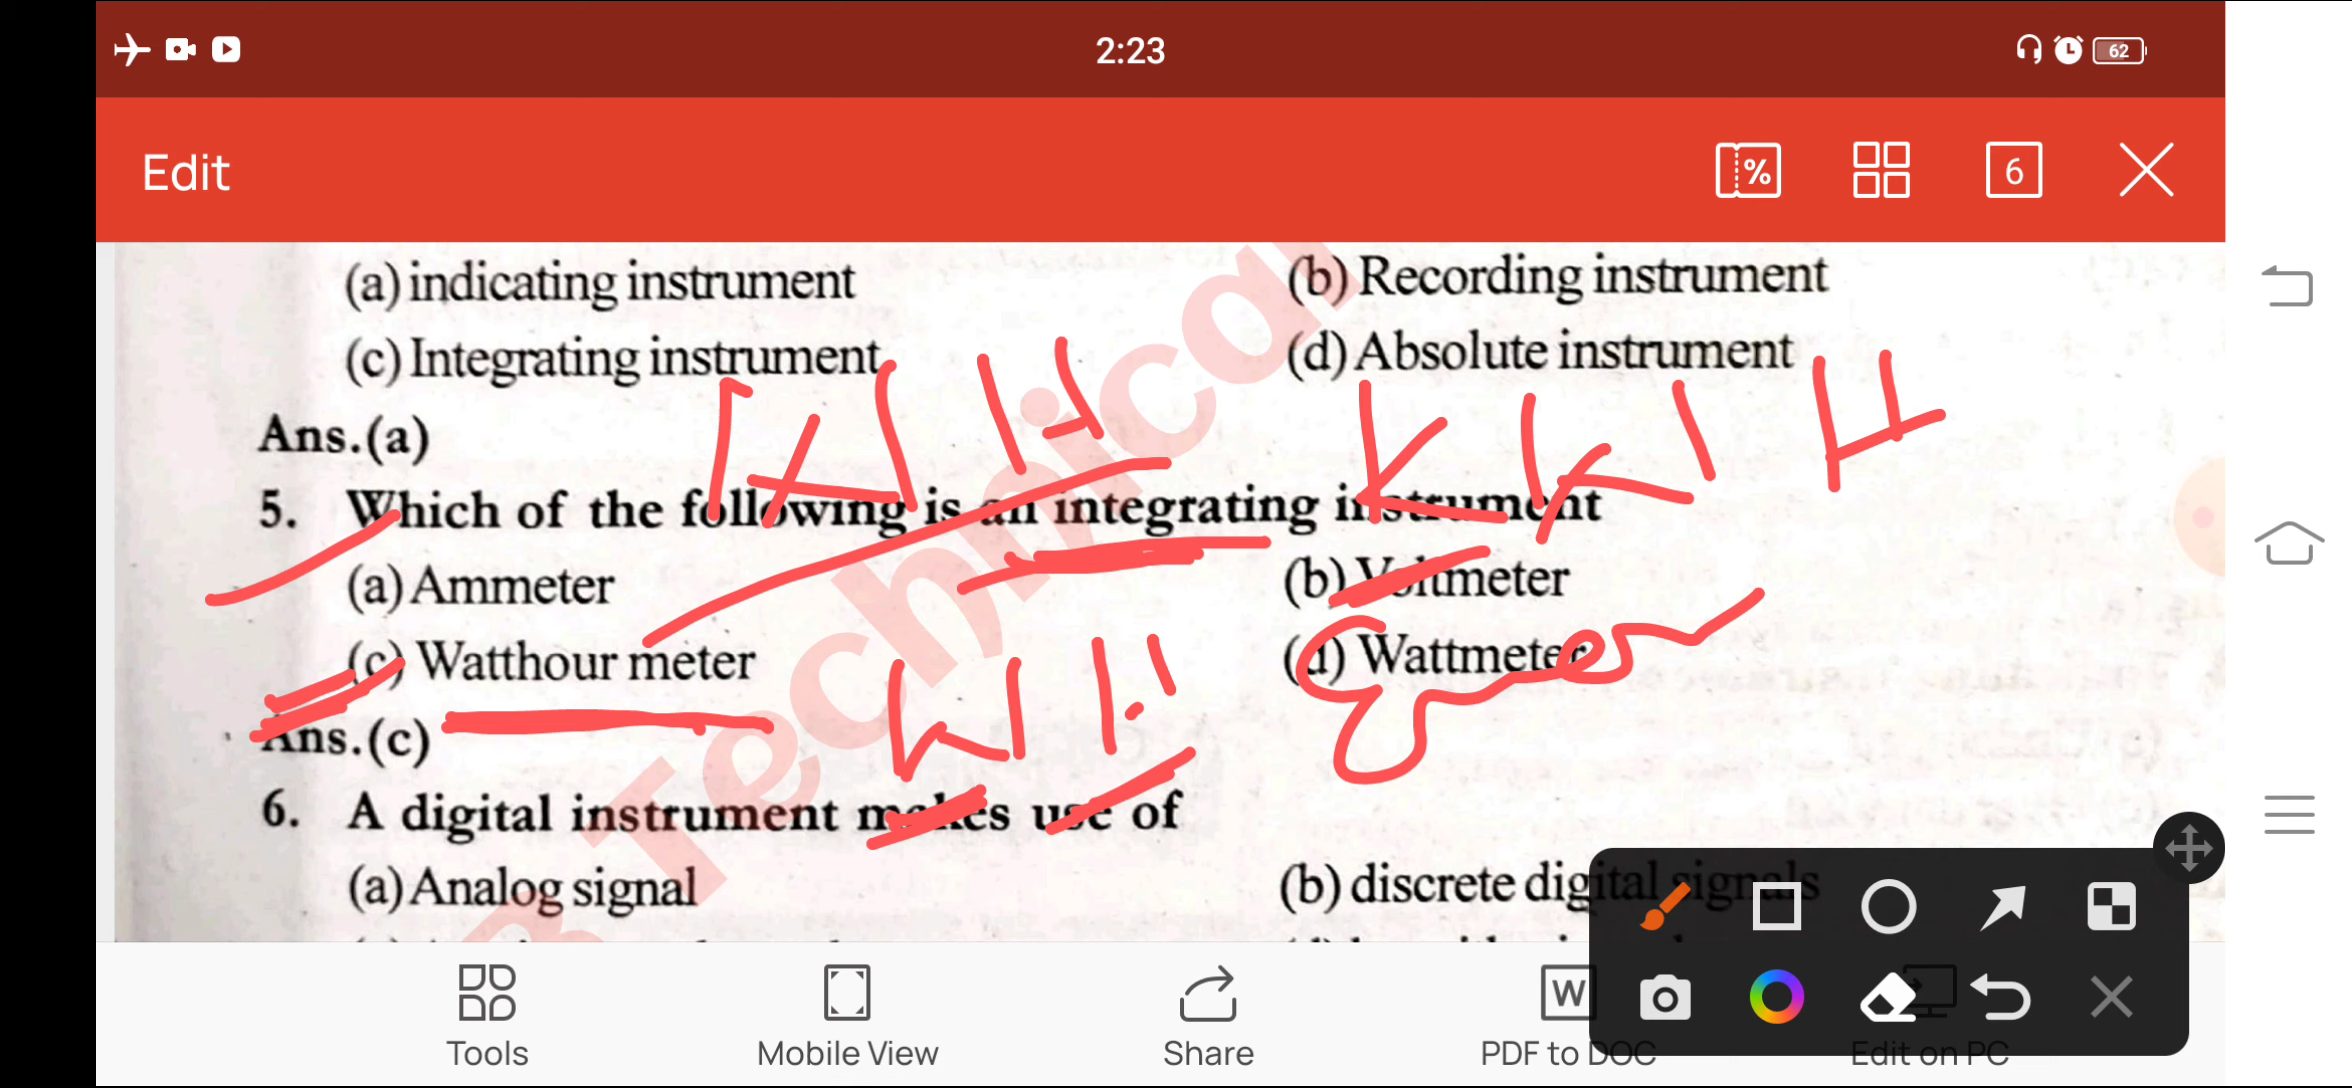 2:23
62
Edit
%
6
(a) indicating instrument (b) Recording instrument
(c) Integrating instrument (d) Absolute instrument
Ans.(a)
5. Which of the following is an integrating instrument
(a) Ammeter (b) Voltmeter
(c) Watthour meter (d) Wattmeter
Ans.(c)
6. A digital instrument makes use of
(a) Analog signal (b) discrete digital signals
Technical
W
Tools Mobile View Share PDF to DOC Edit on PC